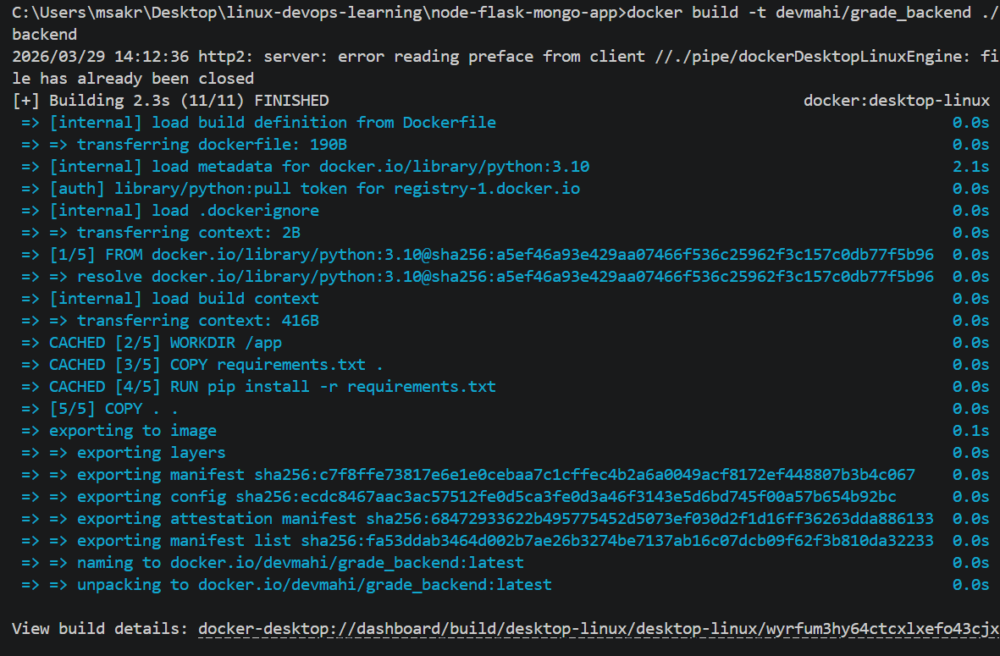 C:\Users\msakr\Desktop\linux-devops-learning\node-flask-mongo-app>docker build -t devmahi/grade_backend ./
backend
2026/03/29 14:12:36 http2: server: error reading preface from client //./pipe/dockerDesktopLinuxEngine: fi
le has already been closed
[+] Building 2.3s (11/11) FINISHED docker:desktop-linux
=> [internal] load build definition from Dockerfile 0.0s
=> => transferring dockerfile: 190B 0.0s
=> [internal] load metadata for docker.io/library/python:3.10 2.1s
=> [auth] library/python:pull token for registry-1.docker.io 0.0s
=> [internal] load .dockerignore 0.0s
=> => transferring context: 2B 0.0s
=> [1/5] FROM docker.io/library/python:3.10@sha256:a5ef46a93e429aa07466f536c25962f3c157c0db77f5b96 0.0s
=> => resolve docker.io/library/python:3.10@sha256:a5ef46a93e429aa07466f536c25962f3c157c0db77f5b96 0.0s
=> [internal] load build context 0.0s
=> => transferring context: 416B 0.0s
=> CACHED [2/5] WORKDIR /app 0.0s
=> CACHED [3/5] COPY requirements.txt . 0.0s
=> CACHED [4/5] RUN pip install -r requirements.txt 0.0s
=> [5/5] COPY . . 0.0s
=> exporting to image 0.1s
=> => exporting layers 0.0s
=> => exporting manifest sha256:c7f8ffe73817e6e1e0cebaa7c1cffec4b2a6a0049acf8172ef448807b3b4c067 0.0s
=> => exporting config sha256:ecdc8467aac3ac57512fe0d5ca3fe0d3a46f3143e5d6bd745f00a57b654b92bc 0.0s
=> => exporting attestation manifest sha256:68472933622b495775452d5073ef030d2f1d16ff36263dda886133 0.0s
=> => exporting manifest list sha256:fa53ddab3464d002b7ae26b3274be7137ab16c07dcb09f62f3b810da32233 0.0s
=> => naming to docker.io/devmahi/grade_backend:latest 0.0s
=> => unpacking to docker.io/devmahi/grade_backend:latest 0.0s
View build details: docker-desktop://dashboard/build/desktop-linux/desktop-linux/wyrfum3hy64ctcxlxefo43cjx